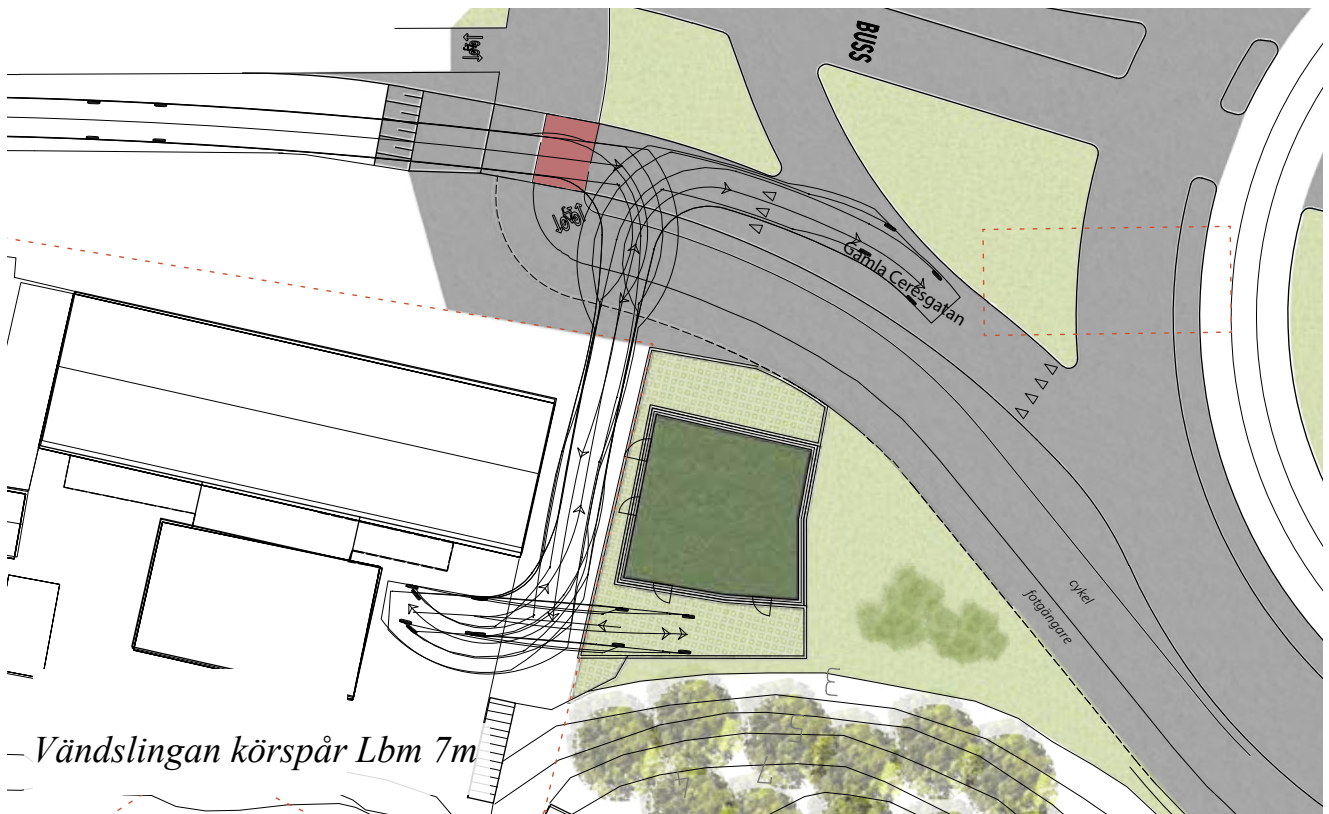 BUSS
Gamla Ceresgatan
cykel
fotgängare
Vändslingan körspår Lbm 7m